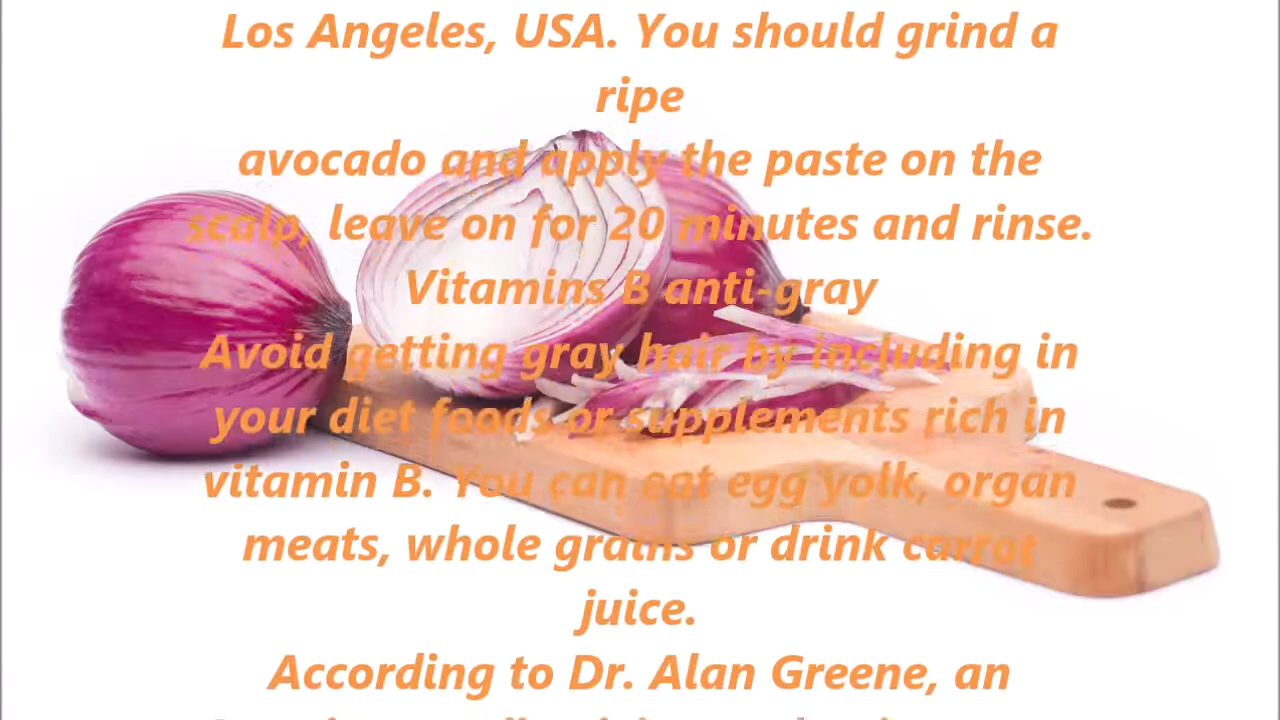 Los Angeles, USA. You should grind a
ripe
avocado and apply the paste on the
scalp, leave on for 20 minutes and rinse.
Vitamins B anti-gray
Avoid getting gray hair by including in
your diet foods or supplements rich in
vitamin B. You can eat egg yolk, organ
meats, whole grains or drink carrot
juice.
According to Dr. Alan Greene, an